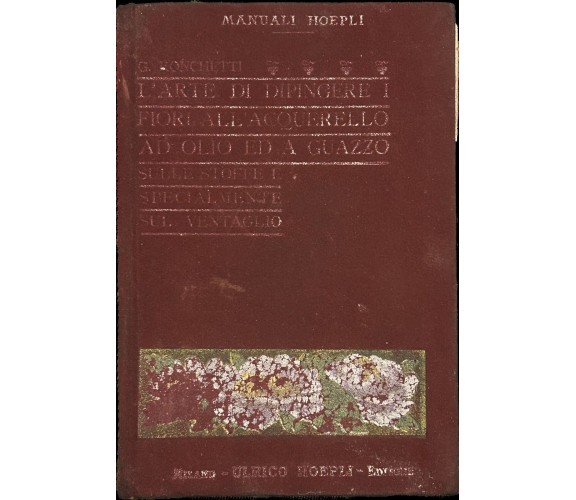 MANUALI HOEPLI
G. RONCHETTI
L'ARTE DI DIPINGERE I
FIORI ALL'ACQUERELLO
AD OLIO ED A GUAZZO
SULLE STOFFE E
SPECIALMENTE
SUL VENTAGLIO
MILANO - ULRICO HOEPLI - EDITORE